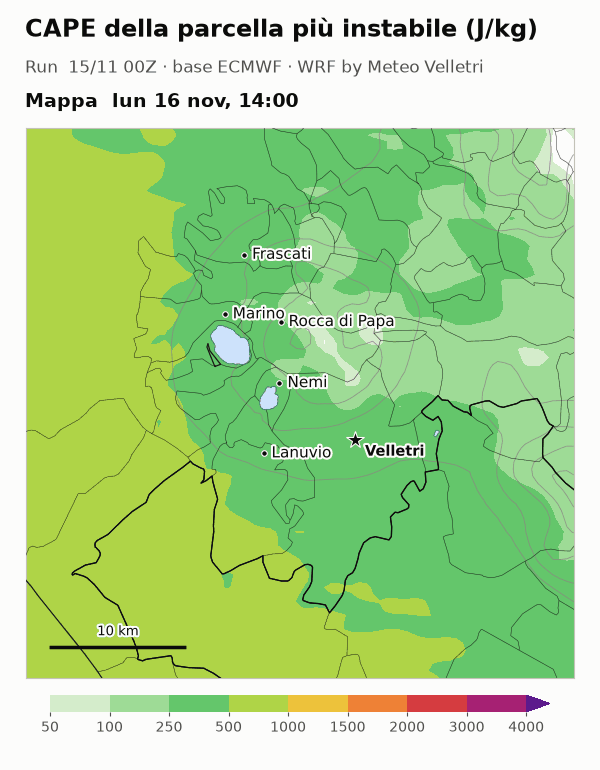 CAPE della parcella più instabile (J/kg)
Run  15/11 00Z · base ECMWF · WRF by Meteo Velletri
Mappa  lun 16 nov, 14:00
Frascati
Marino
Rocca di Papa
Nemi
Velletri
Lanuvio
10 km
50 100 250 500 1000 1500 2000 3000 4000